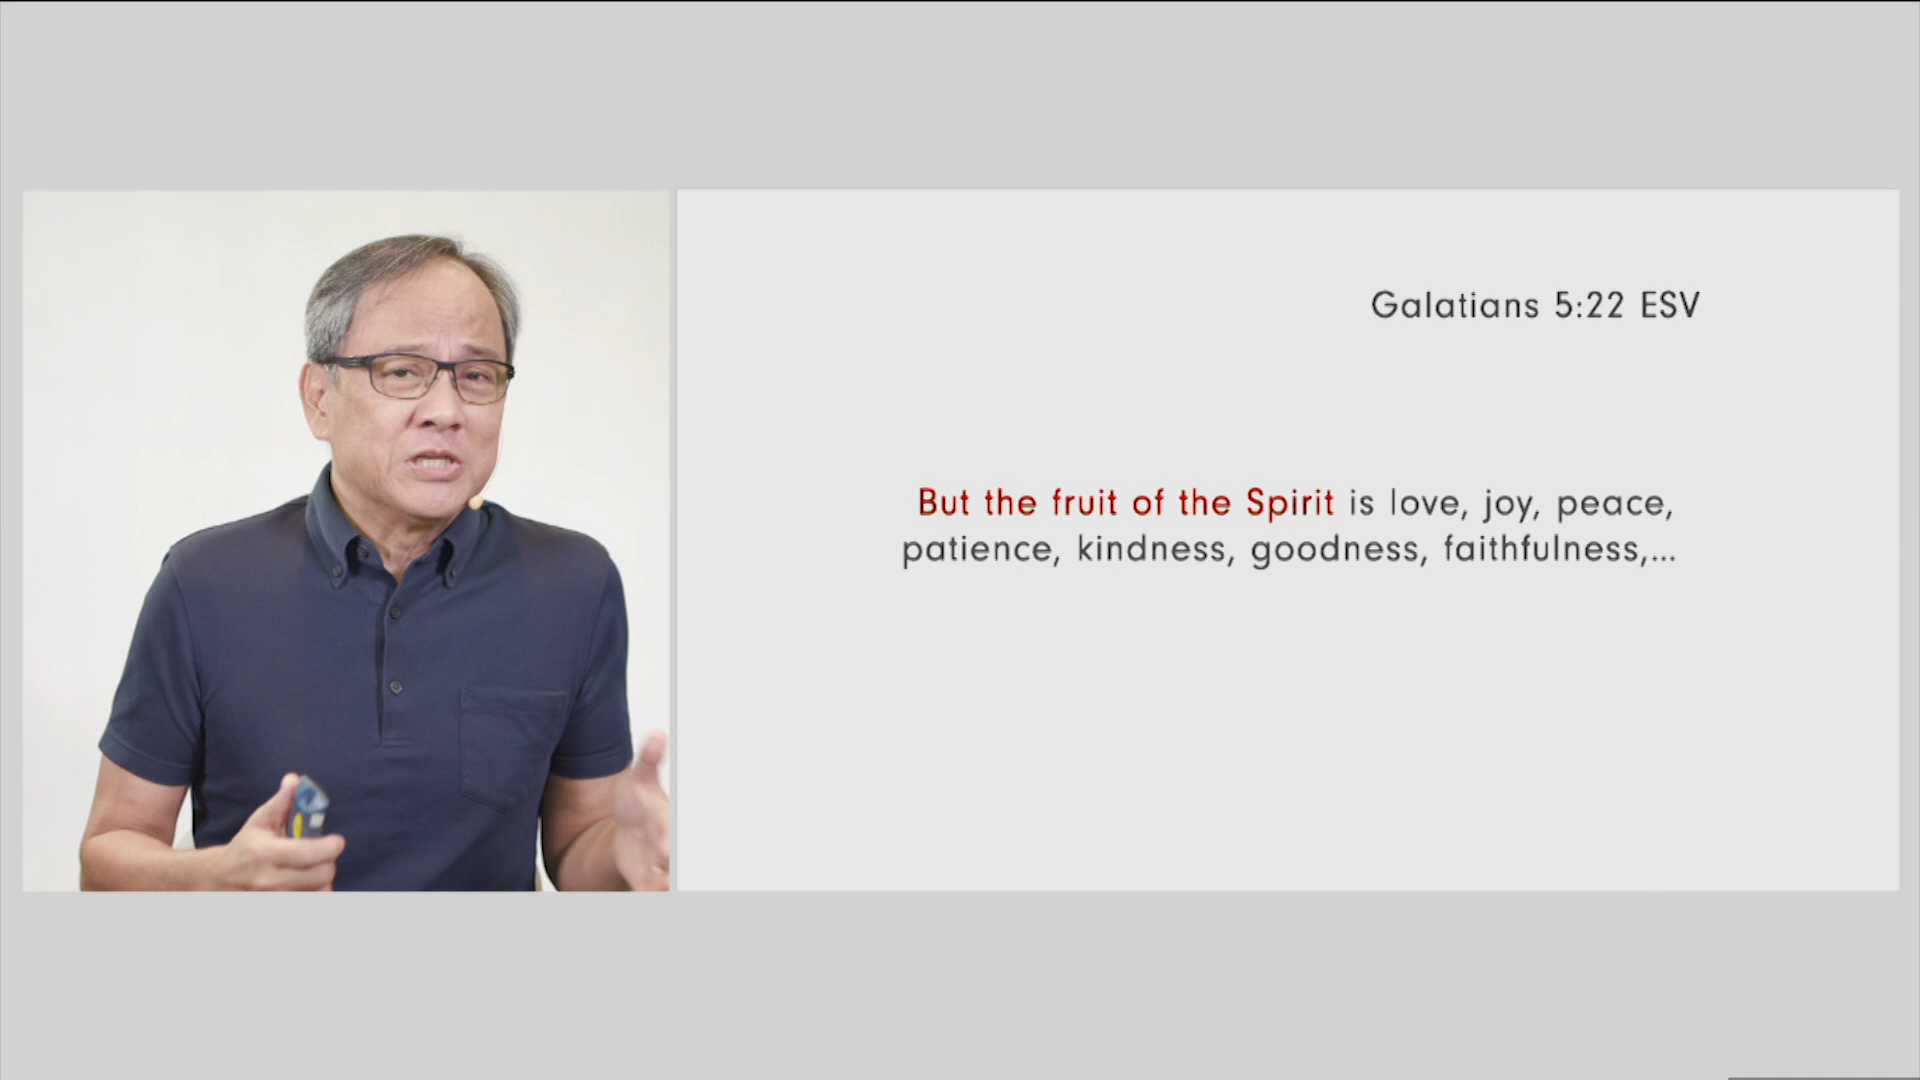 Galatians 5:22 ESV
But the fruit of the Spirit is love, joy, peace,
patience, kindness, goodness, faithfulness,...